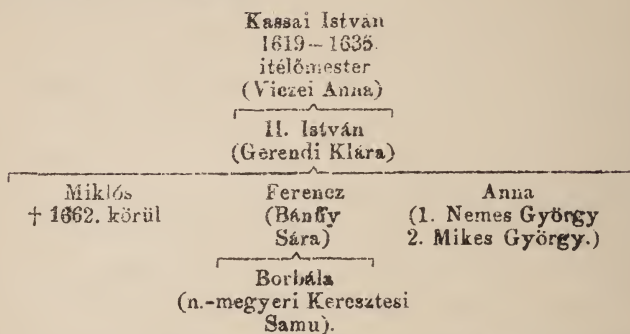 Kassai István
1619–1635.
itélőmester
(Viczei Anna)
II. István
(Gerendi Klára)
Miklós Ferencz Anna
† 1662. körül (Bánffy (1. Nemes György
Sára) 2. Mikes György.)
Borbála
(n.-megyeri Keresztesi
Samu).